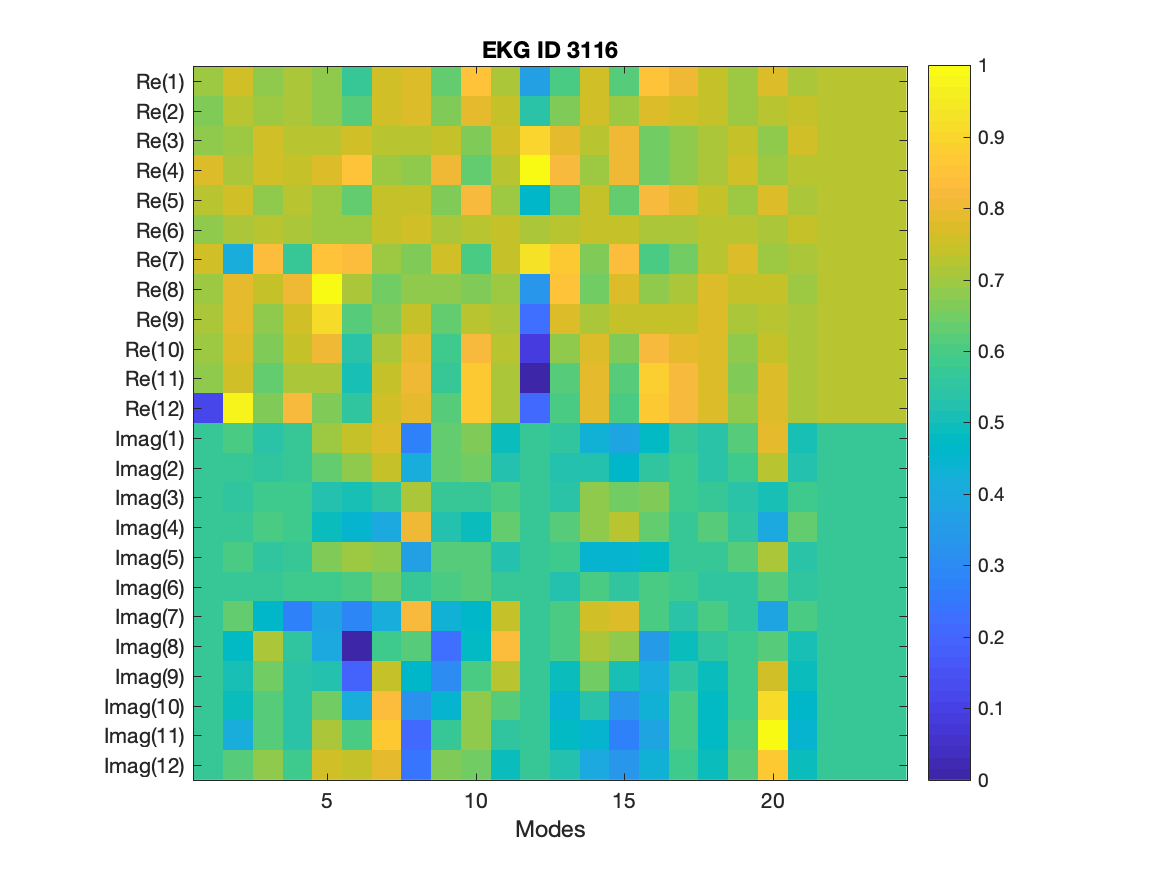 EKG ID 3116
Re(1)
Re(2)
Re(3)
Re(4)
Re(5)
Re(6)
Re(7)
Re(8)
Re(9)
Re(10)
Re(11)
Re(12)
Imag(1)
Imag(2)
Imag(3)
Imag(4)
Imag(5)
Imag(6)
Imag(7)
Imag(8)
Imag(9)
Imag(10)
Imag(11)
Imag(12)
5 10 15 20
Modes
1
0.9
0.8
0.7
0.6
0.5
0.4
0.3
0.2
0.1
0